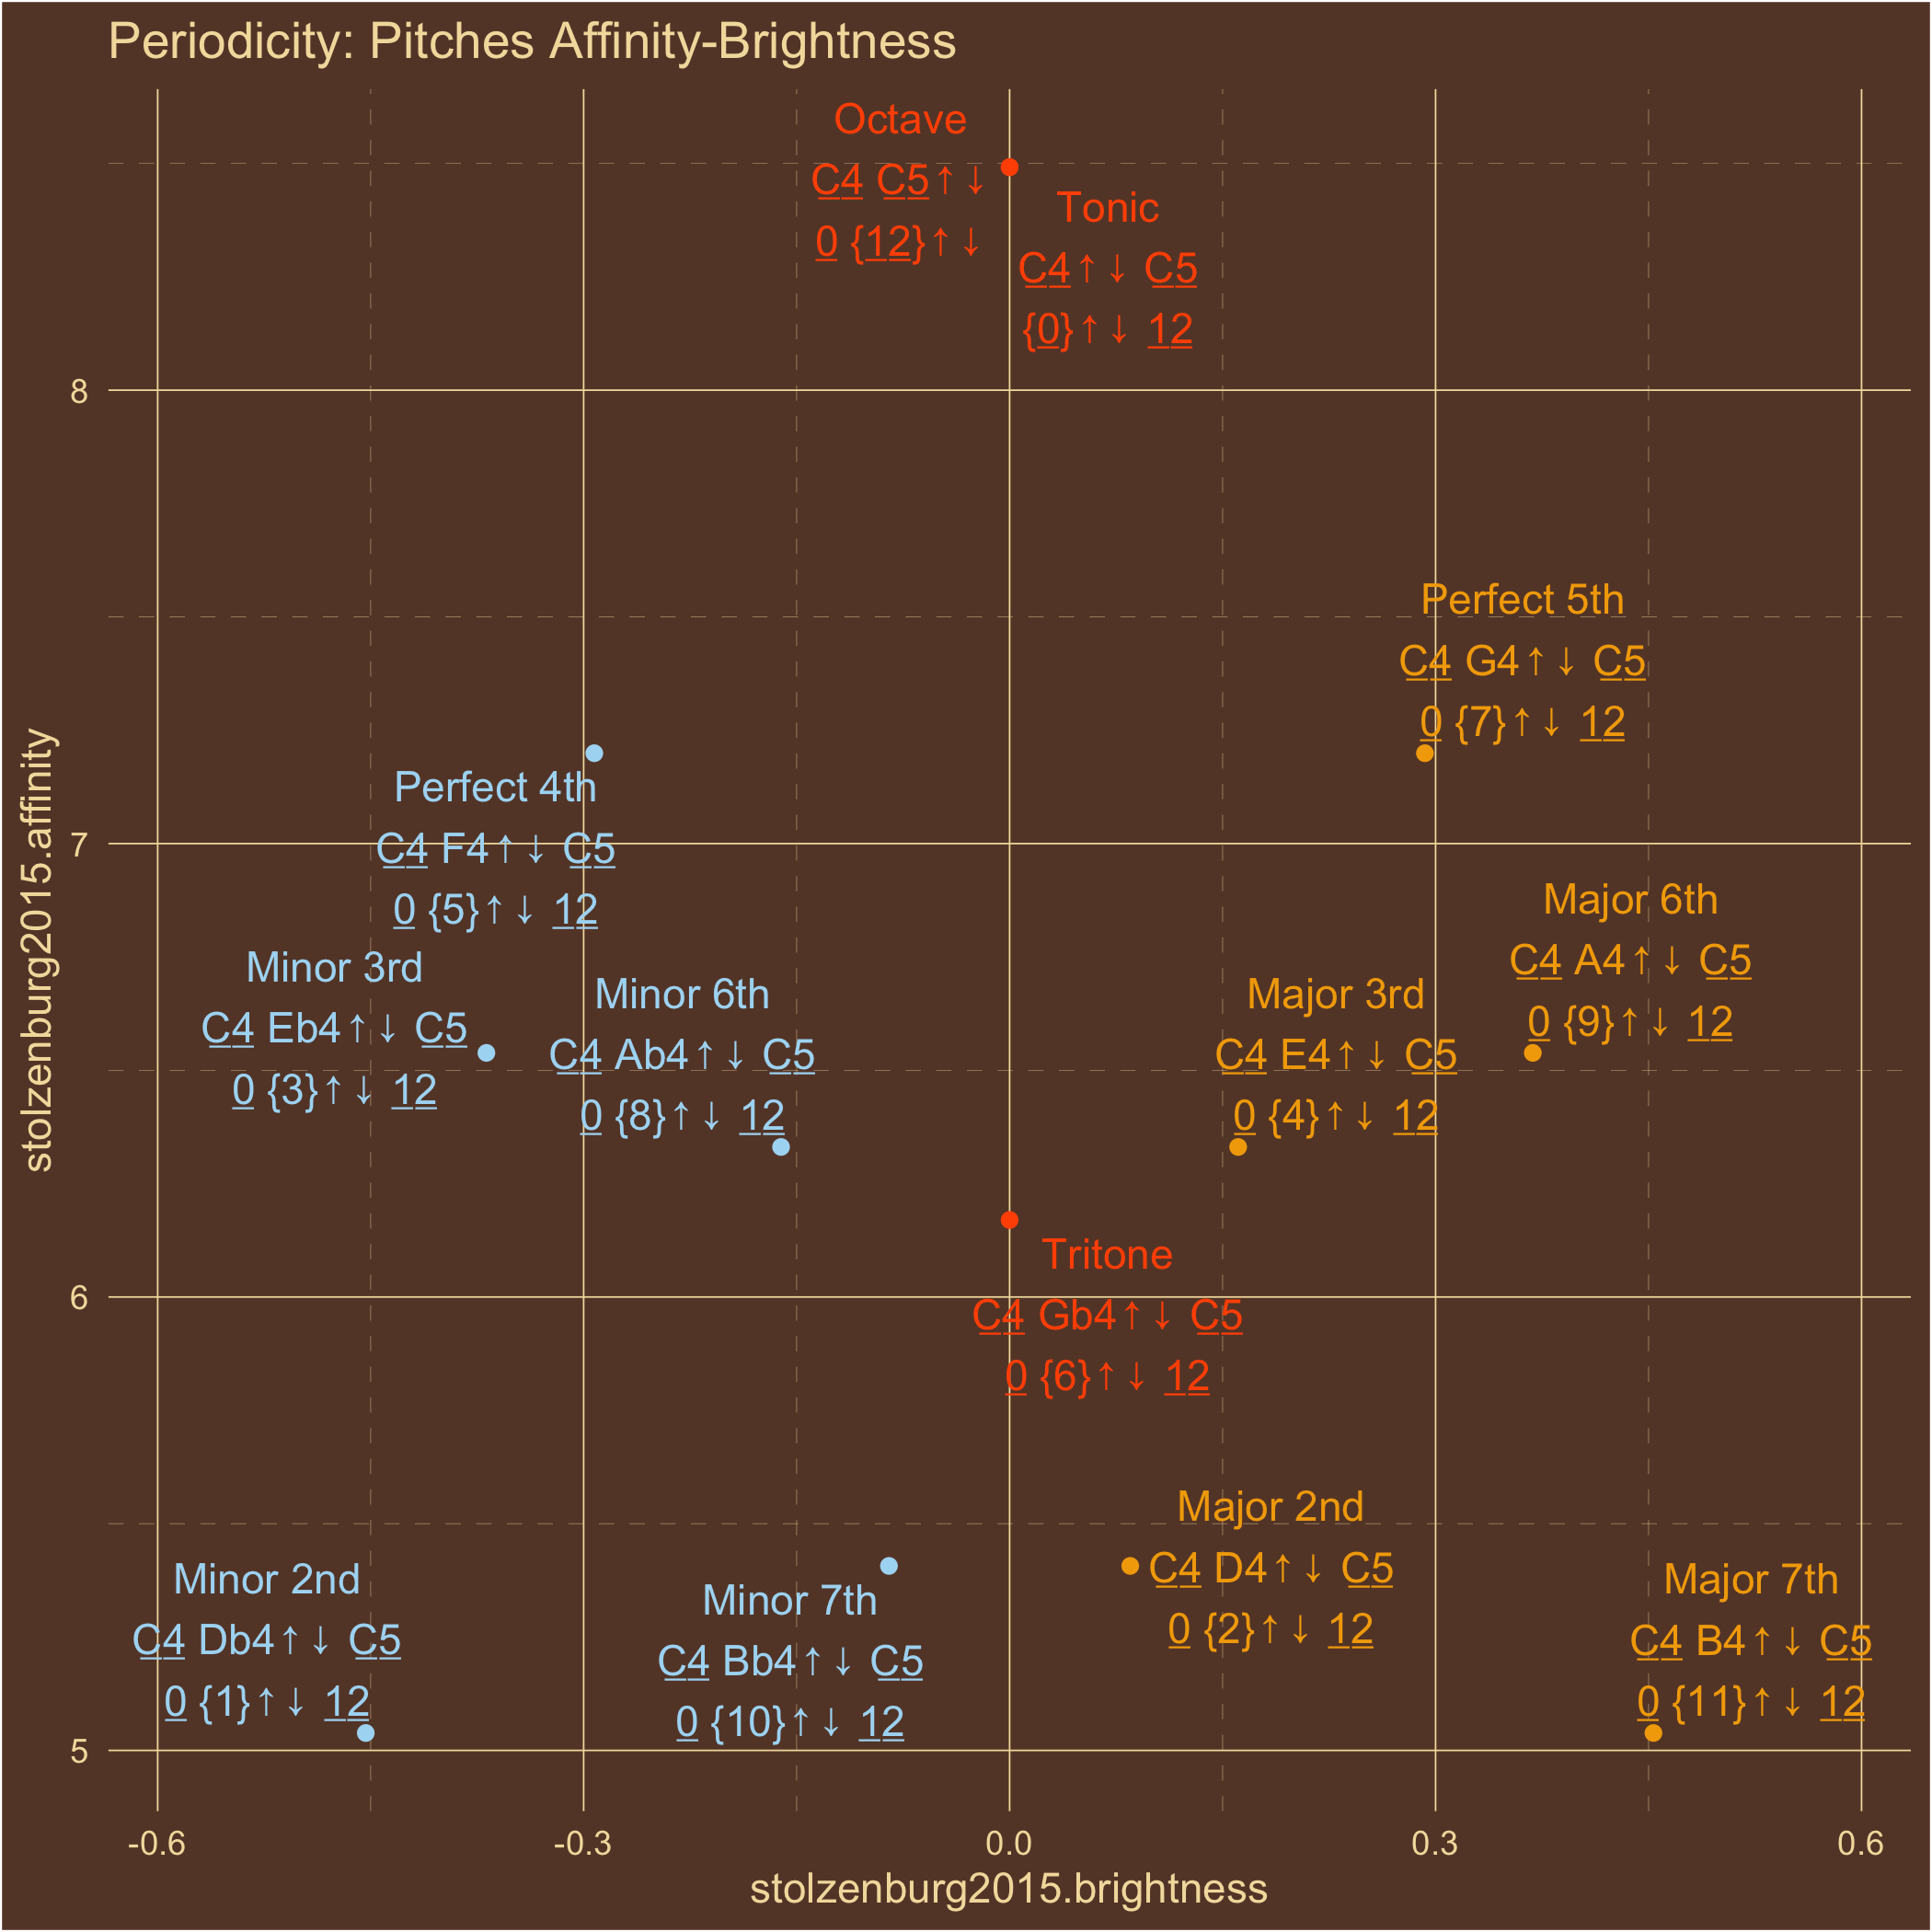 Periodicity: Pitches Affinity-Brightness
Octave
C4 C5↑↓
0 {12}↑↓
Tonic
C4↑↓ C5
{0}↑↓ 12
8
Perfect 5th
C4 G4↑↓ C5
0 {7}↑↓ 12
Perfect 4th
C4 F4↑↓ C5
0 {5}↑↓ 12
7
Major 6th
C4 A4↑↓ C5
0 {9}↑↓ 12
Minor 3rd
C4 Eb4↑↓ C5
0 {3}↑↓ 12
Minor 6th
C4 Ab4↑↓ C5
0 {8}↑↓ 12
Major 3rd
C4 E4↑↓ C5
0 {4}↑↓ 12
stolzenburg2015.affinity
Tritone
C4 Gb4↑↓ C5
0 {6}↑↓ 12
6
Major 2nd
C4 D4↑↓ C5
0 {2}↑↓ 12
Minor 2nd
C4 Db4↑↓ C5
0 {1}↑↓ 12
Minor 7th
C4 Bb4↑↓ C5
0 {10}↑↓ 12
Major 7th
C4 B4↑↓ C5
0 {11}↑↓ 12
5
-0.6 -0.3 0.0 0.3 0.6
stolzenburg2015.brightness